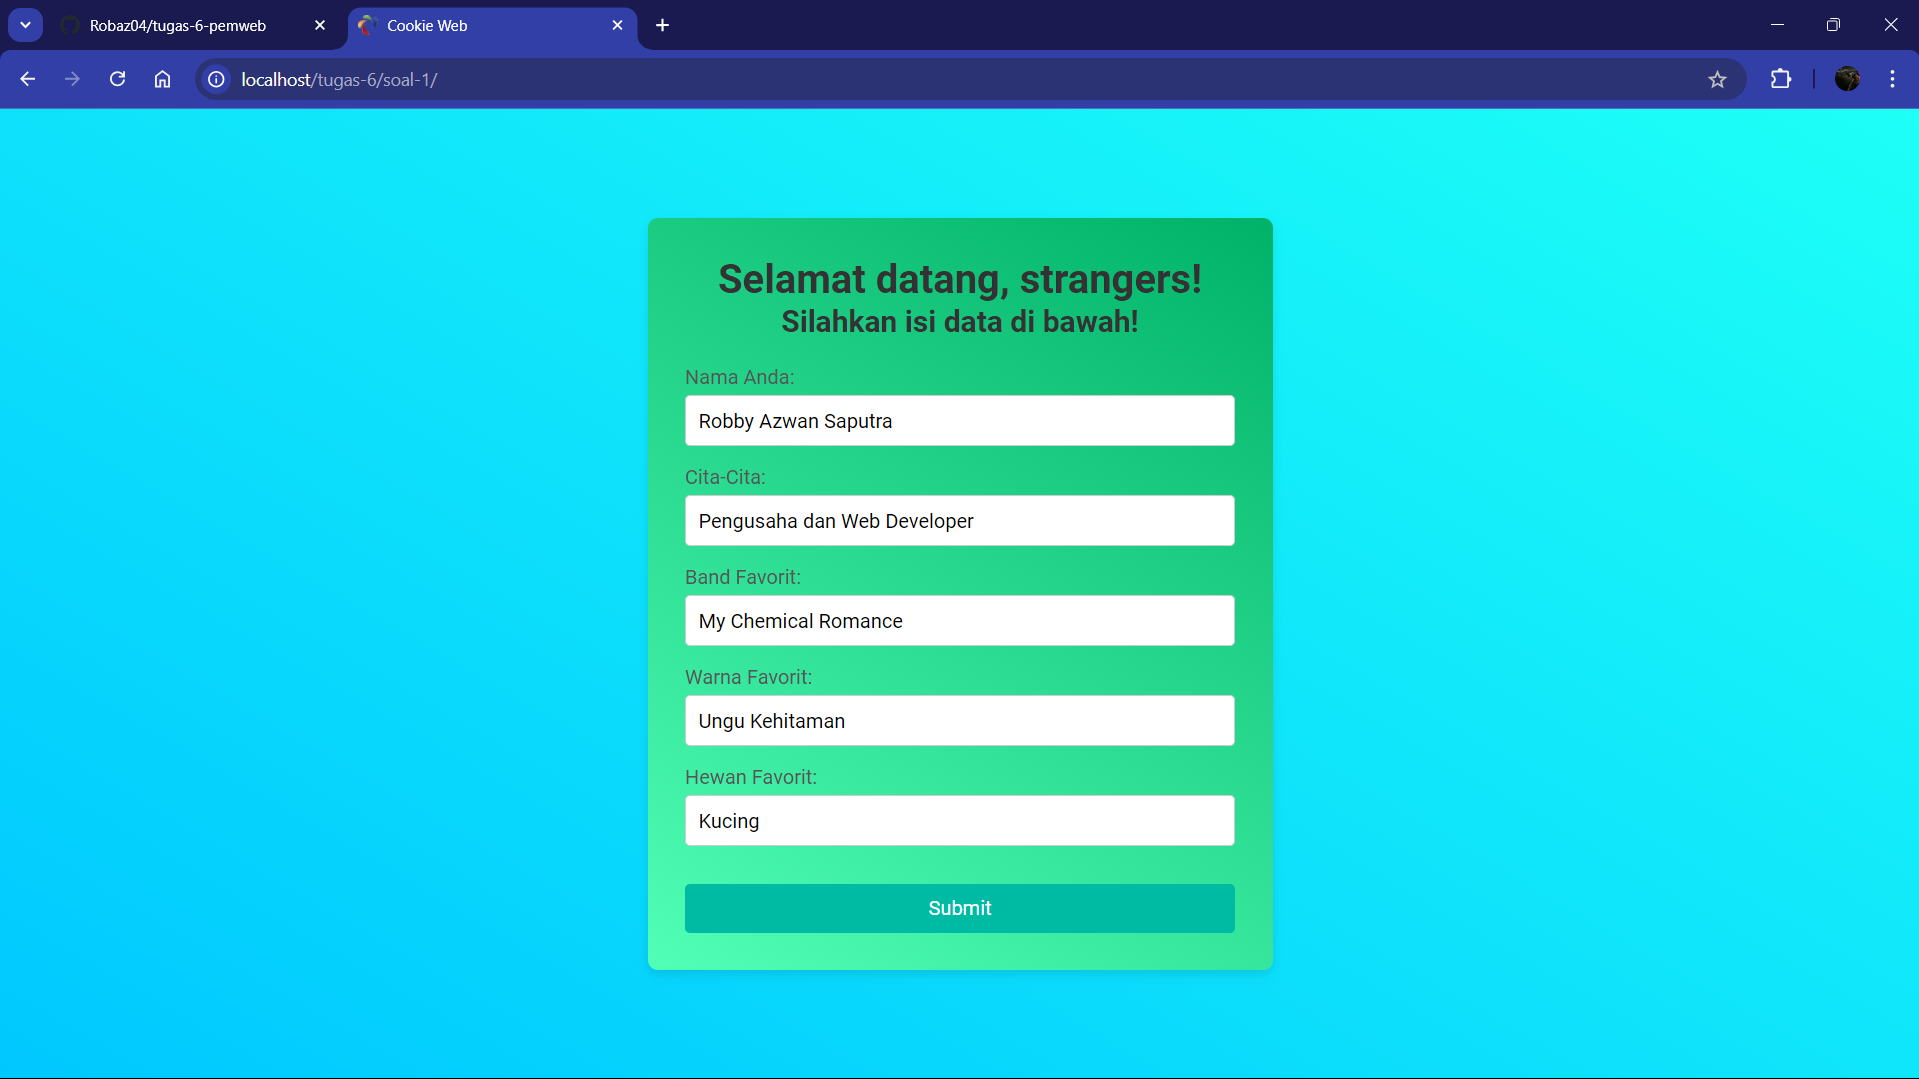 Robaz04/tugas-6-pemweb
Cookie Web
localhost/tugas-6/soal-1/
Selamat datang, strangers!
Silahkan isi data di bawah!
Nama Anda:
Robby Azwan Saputra
Cita-Cita:
Pengusaha dan Web Developer
Band Favorit:
My Chemical Romance
Warna Favorit:
Ungu Kehitaman
Hewan Favorit:
Kucing
Submit